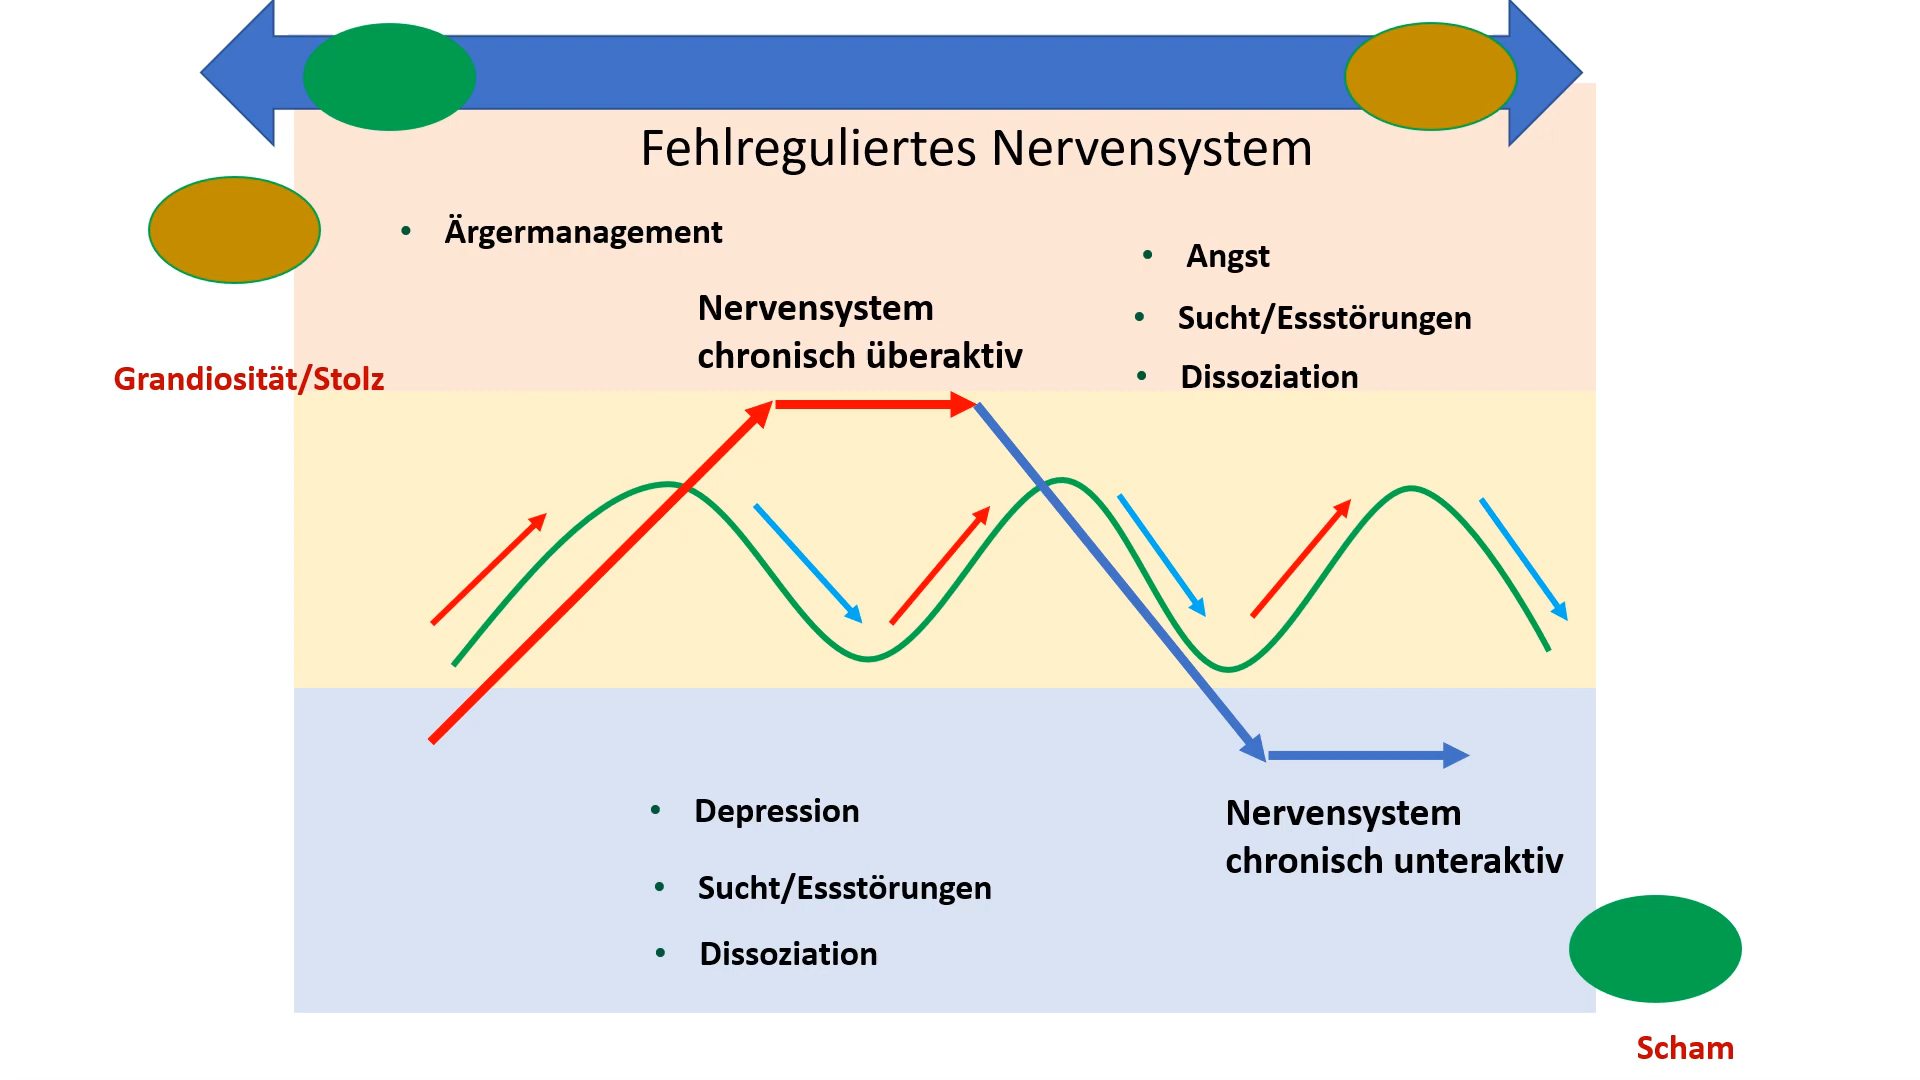 Fehlreguliertes Nervensystem
• Ärgermanagement
• Angst
Nervensystem
chronisch überaktiv
• Sucht/Essstörungen
• Dissoziation
Grandiosität/Stolz
• Depression
• Sucht/Essstörungen
• Dissoziation
Nervensystem
chronisch unteraktiv
Scham